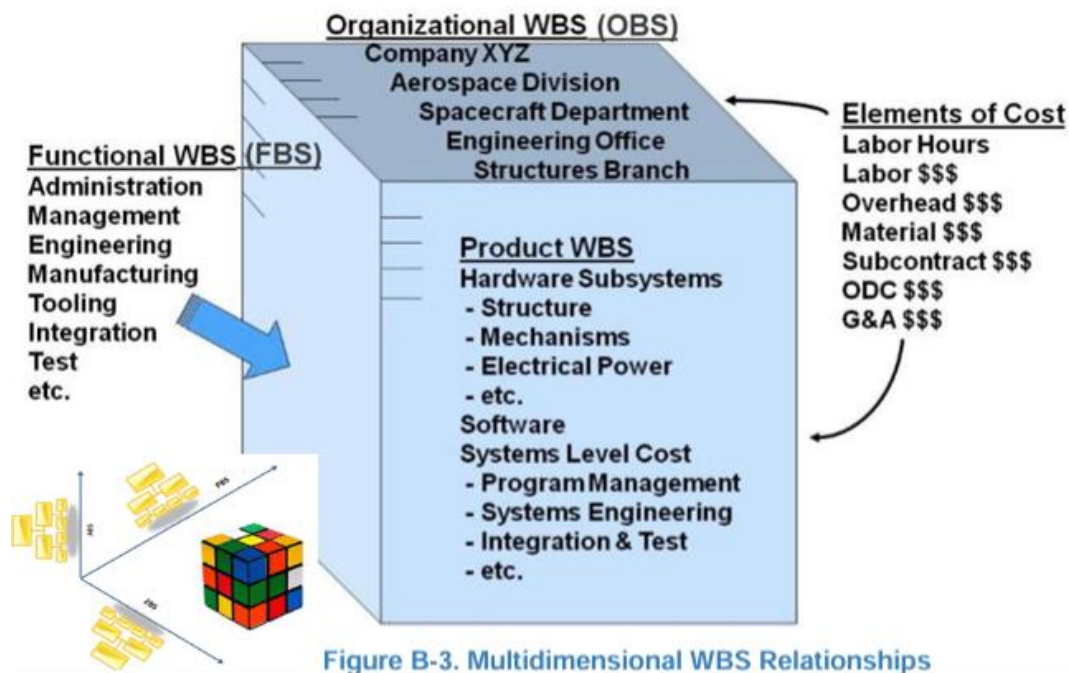 Organizational WBS (OBS)
Company XYZ
Aerospace Division
Spacecraft Department
Engineering Office
Structures Branch
Functional WBS (FBS)
Administration
Management
Engineering
Manufacturing
Tooling
Integration
Test
etc.
Product WBS
Hardware Subsystems
- Structure
- Mechanisms
- Electrical Power
- etc.
Software
Systems Level Cost
- Program Management
- Systems Engineering
- Integration & Test
- etc.
Elements of Cost
Labor Hours
Labor $$$
Overhead $$$
Material $$$
Subcontract $$$
ODC $$$
G&A $$$
PBS
ZBS
Figure B-3. Multidimensional WBS Relationships